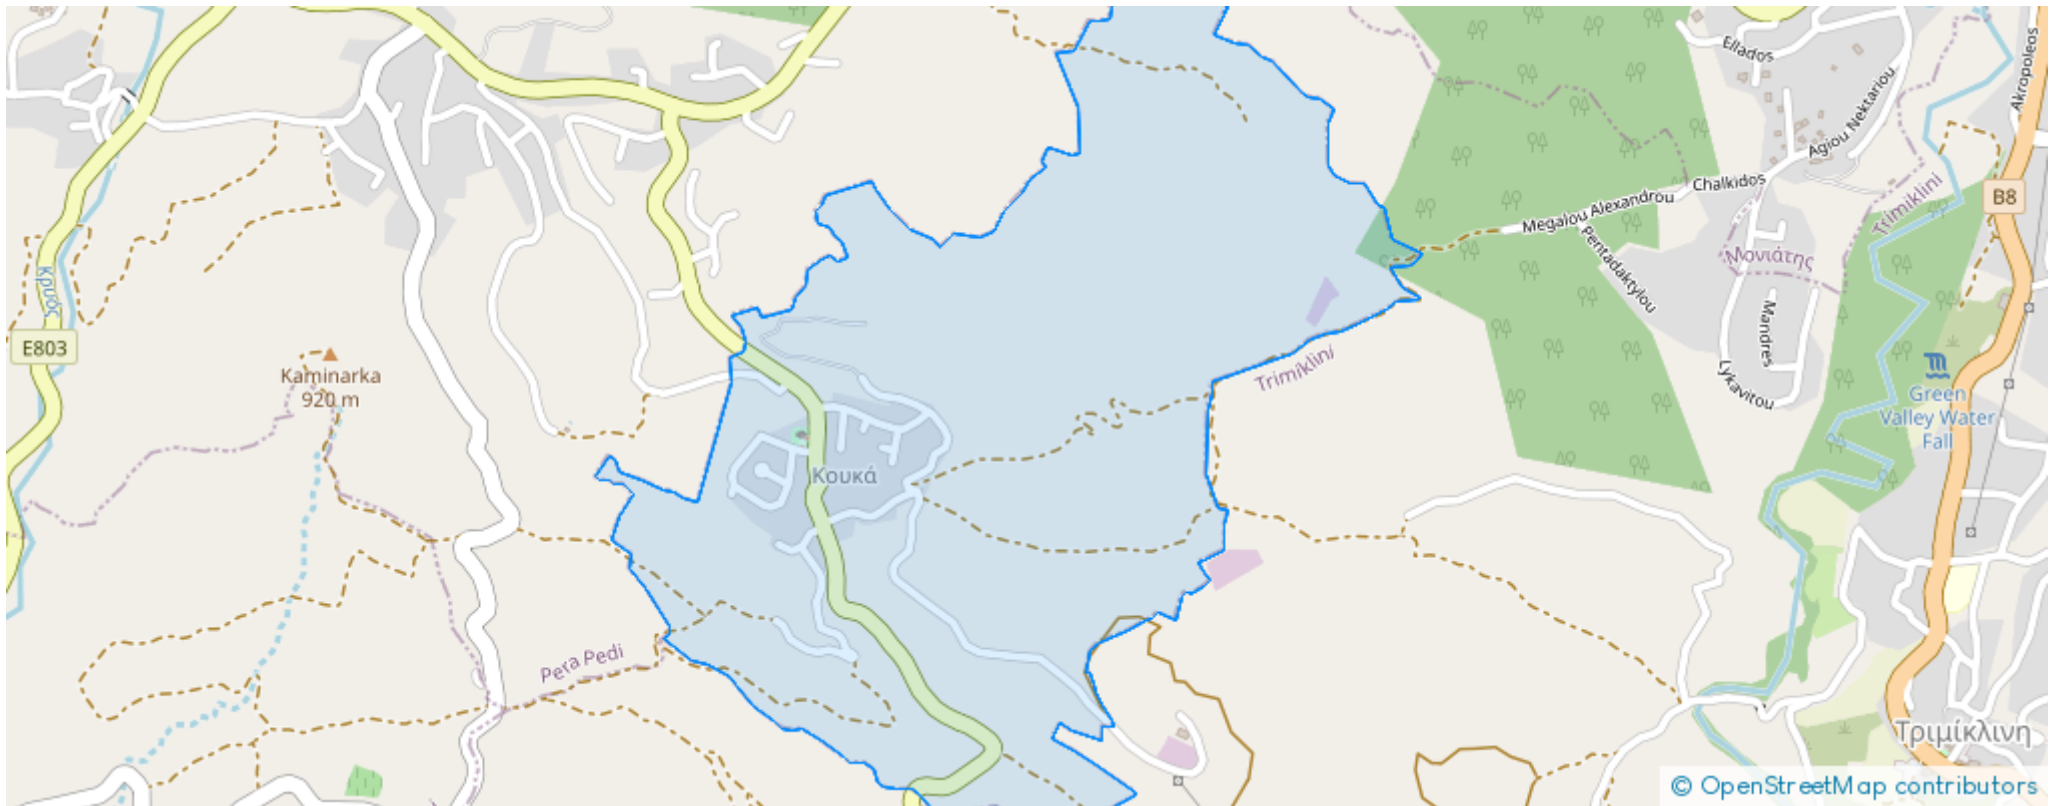 Ellados
Akropoleos
Agiou Nektariou
Chalkidos
Megalou Alexandrou
Trimiklini
B8
Pentadaktylou
Μονιάτης
Κρυός
E803
Mandres
Kaminarka
920 m
Trimiklini
Lykavitou
Green
Valley Water
Fall
Κουκά
Pera Pedi
Τριμίκλινη
© OpenStreetMap contributors